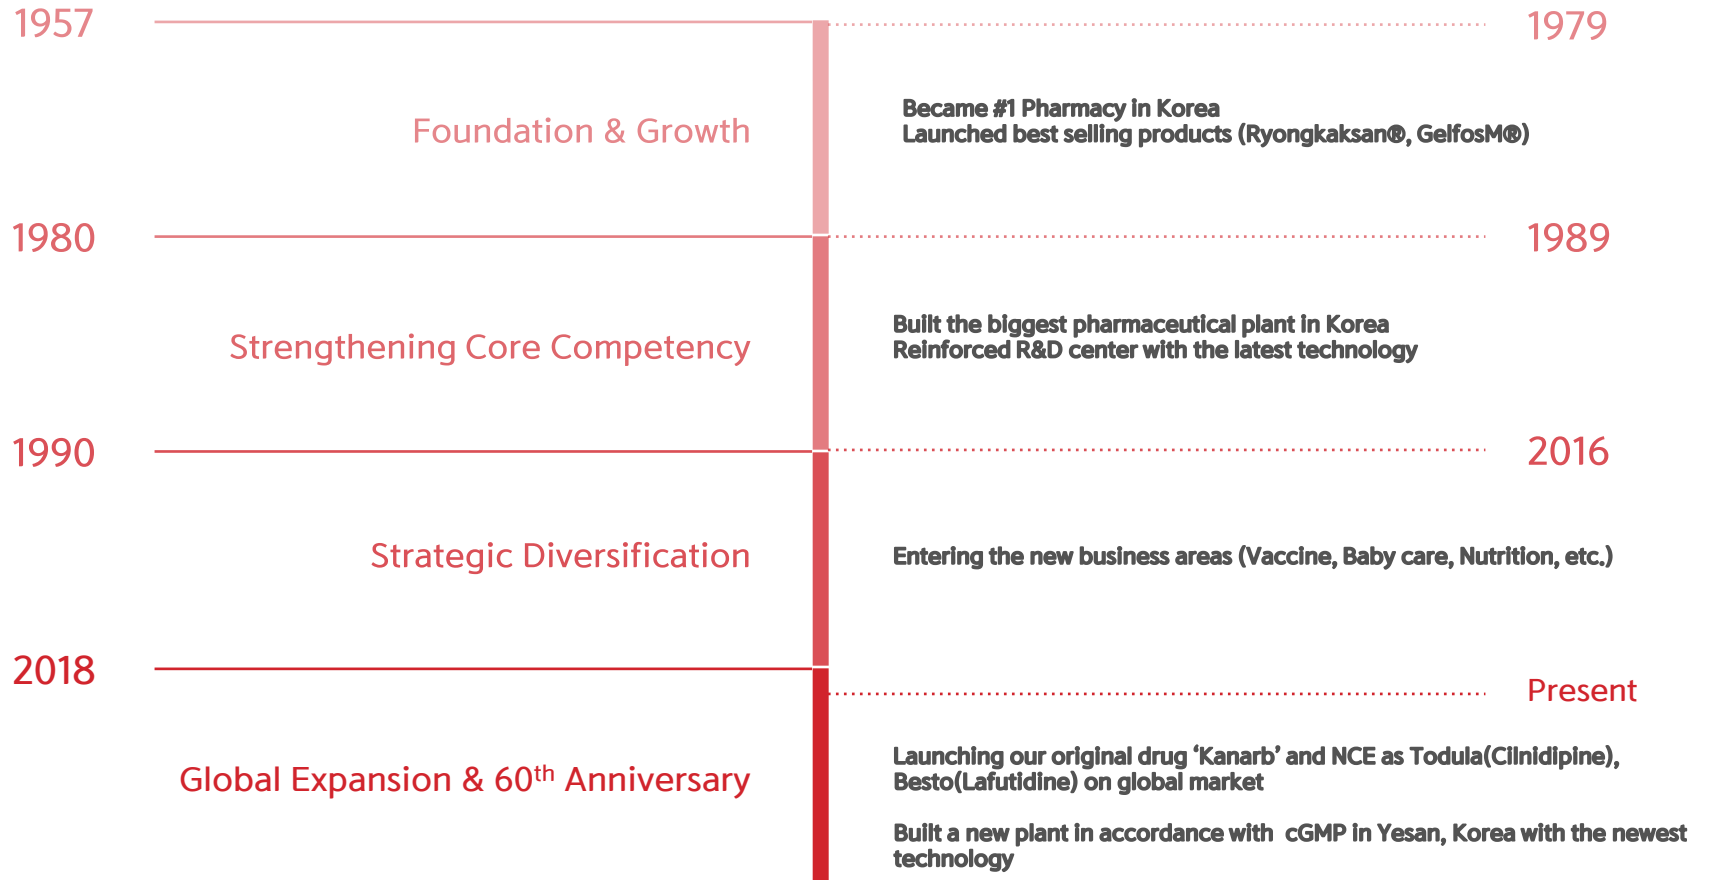 1957
1979
Foundation & Growth
Became #1 Pharmacy in Korea
Launched best selling products (Ryongkaksan®, GelfosM®)
1980
1989
Strengthening Core Competency
Built the biggest pharmaceutical plant in Korea
Reinforced R&D center with the latest technology
1990
2016
Strategic Diversification
Entering the new business areas (Vaccine, Baby care, Nutrition, etc.)
2018
Present
Global Expansion & 60th Anniversary
Launching our original drug ‘Kanarb’ and NCE as Todula(Cilnidipine),
Besto(Lafutidine) on global market
Built a new plant in accordance with cGMP in Yesan, Korea with the newest
technology